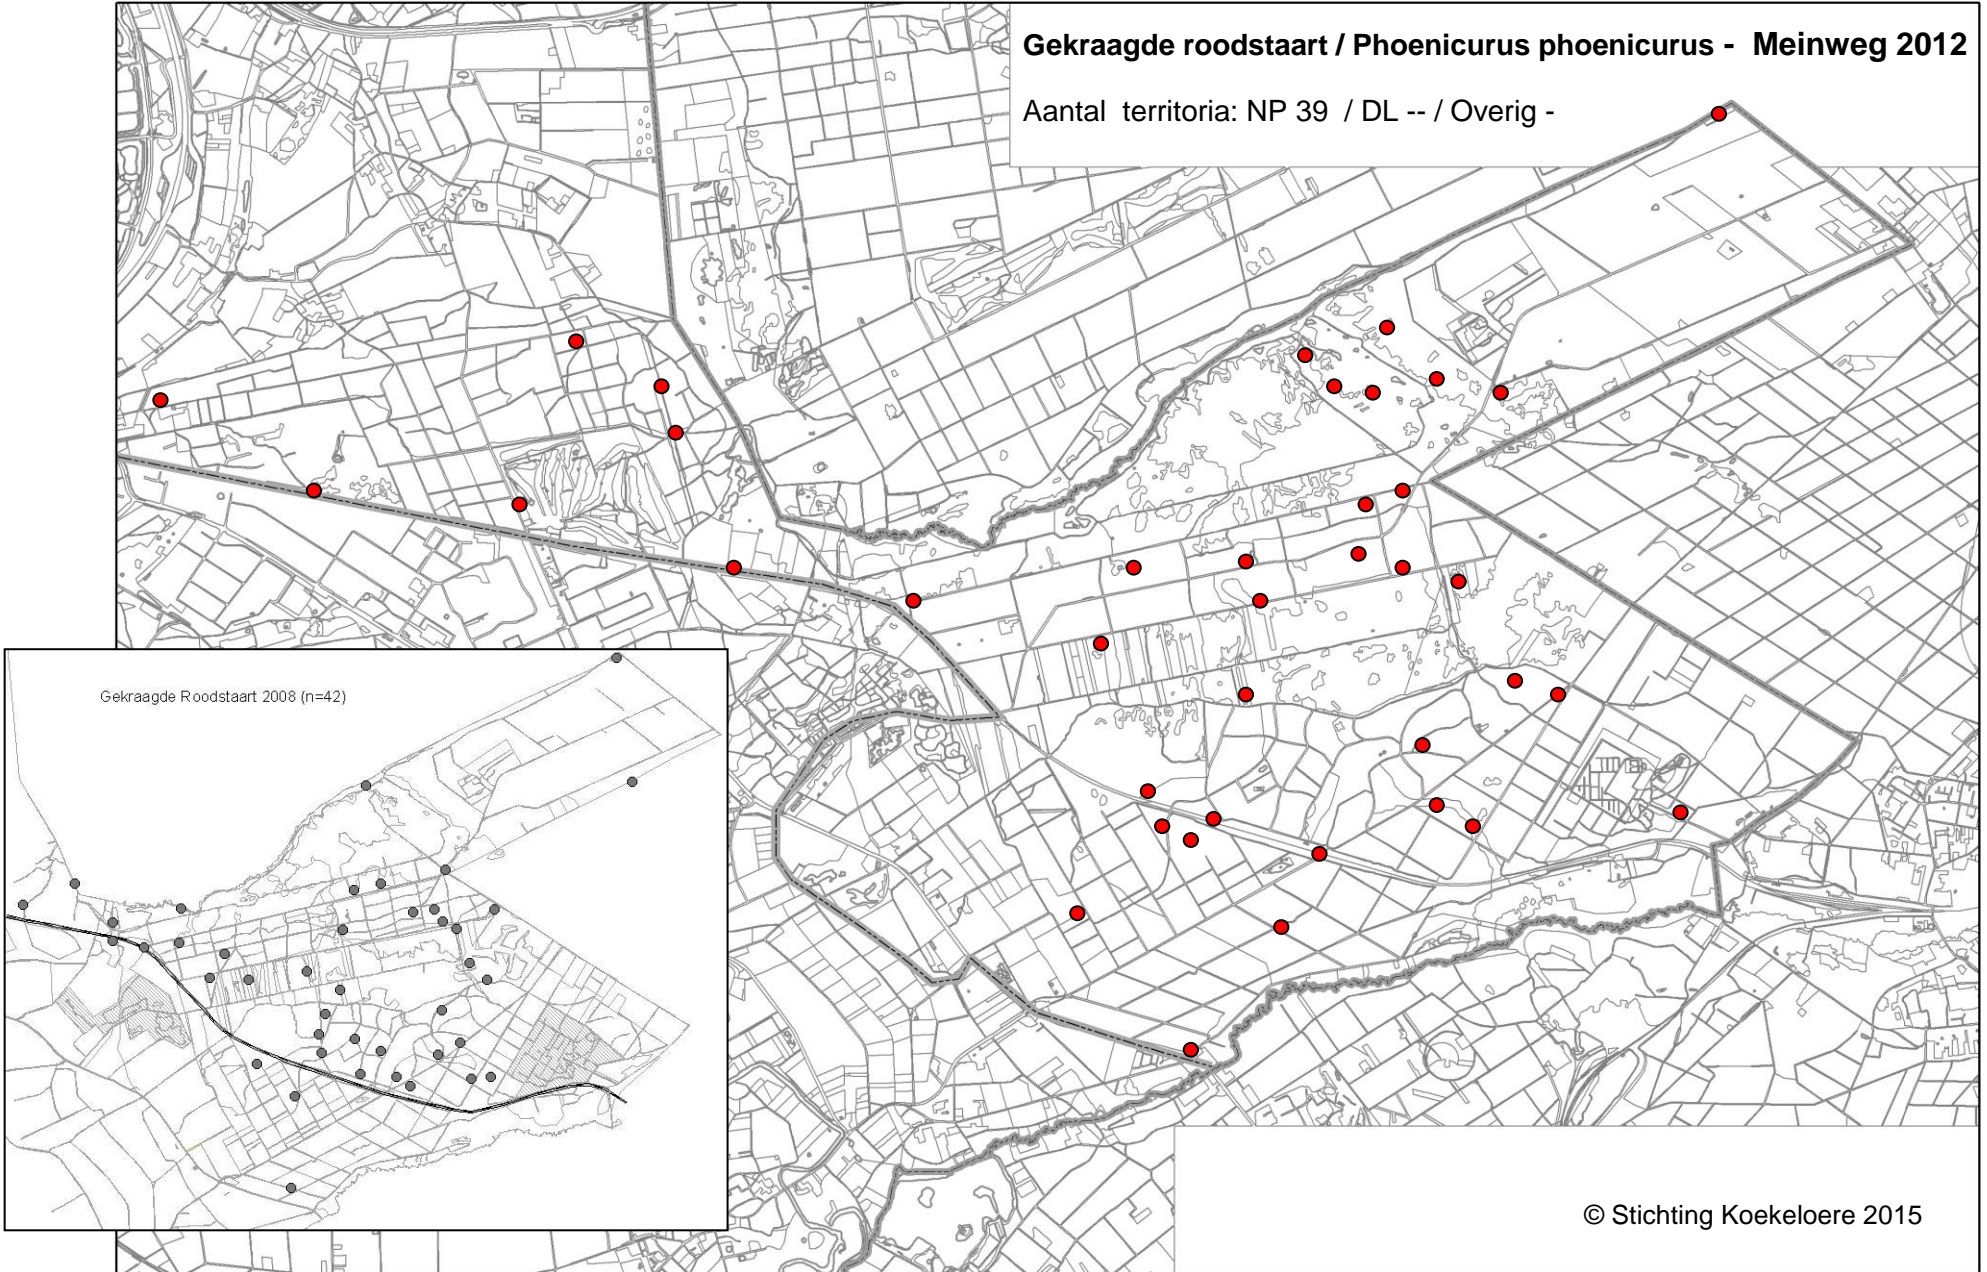 Gekraagde roodstaart / Phoenicurus phoenicurus - Meinweg 2012
Aantal territoria: NP 39 / DL -- / Overig -
Gekraagde Roodstaart 2008 (n=42)
© Stichting Koekeloere 2015